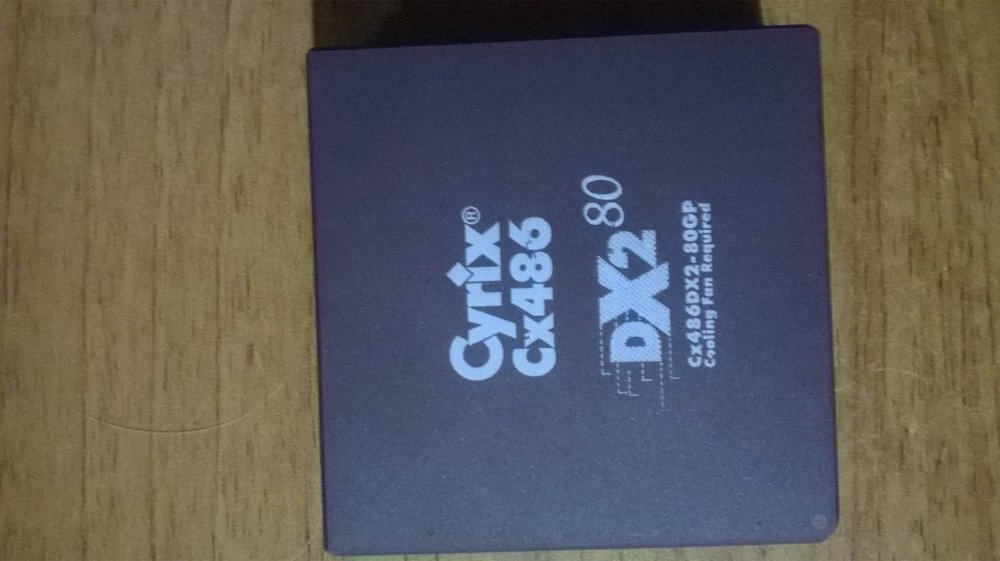 Cyrix®
Cx486
DX2 80
Cx486DX2-80GP
Cooling Fan Required